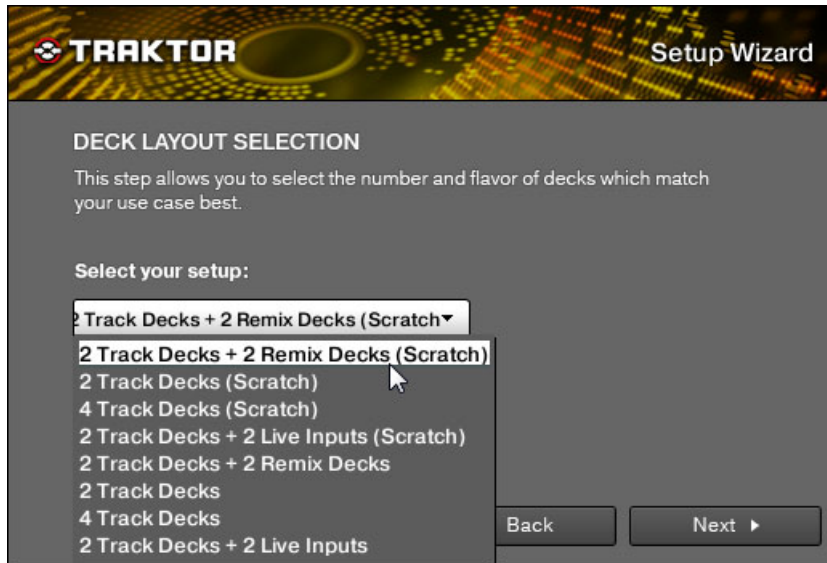 TRAKTOR
Setup Wizard
DECK LAYOUT SELECTION
This step allows you to select the number and flavor of decks which match
your use case best.
Select your setup:
2 Track Decks + 2 Remix Decks (Scratch
2 Track Decks + 2 Remix Decks (Scratch)
2 Track Decks (Scratch)
4 Track Decks (Scratch)
2 Track Decks + 2 Live Inputs (Scratch)
2 Track Decks + 2 Remix Decks
2 Track Decks
4 Track Decks
2 Track Decks + 2 Live Inputs
Back
Next